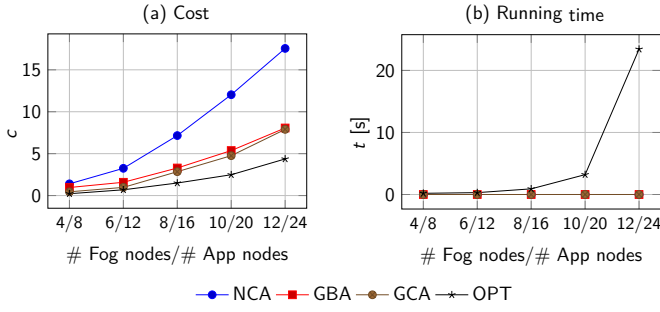 (a) Cost
15
10
5
0
c
4/8 6/12 8/16 10/20 12/24
# Fog nodes/# App nodes
(b) Running time
20
10
0
t [s]
4/8 6/12 8/16 10/20 12/24
# Fog nodes/# App nodes
NCA GBA GCA OPT